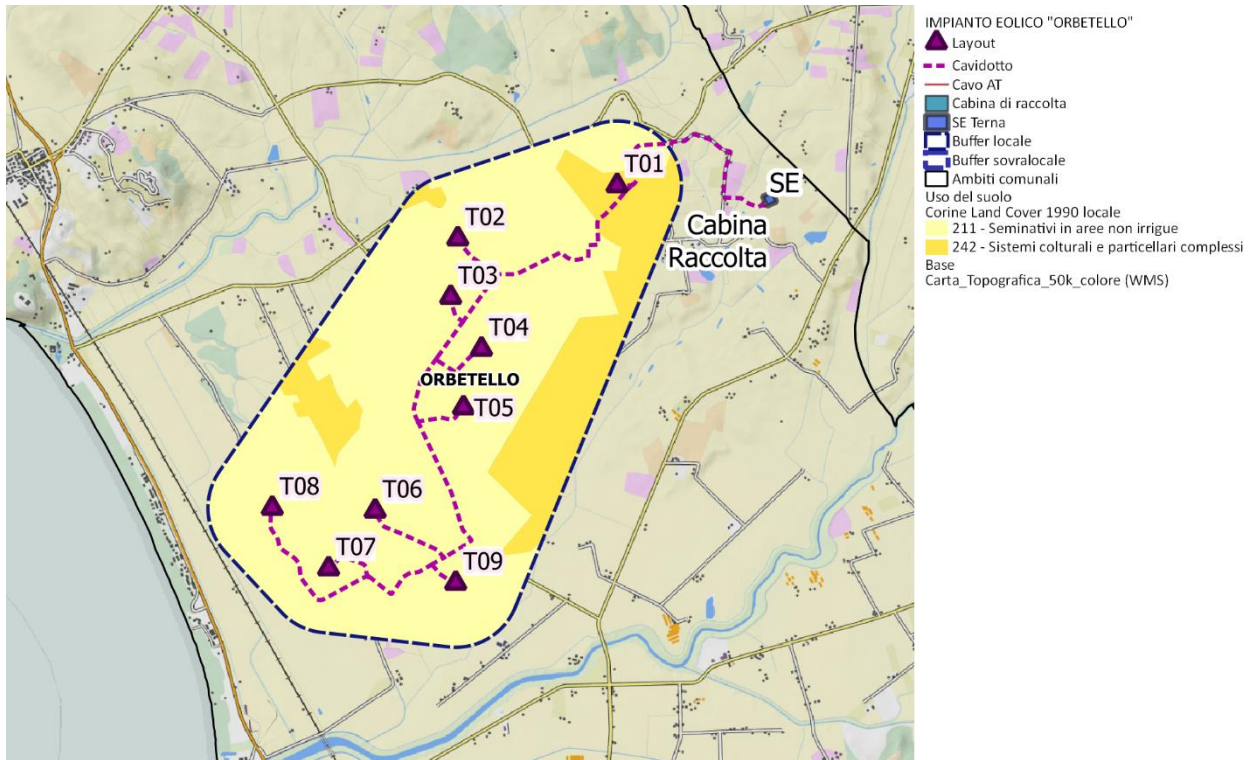 T01
SE
T02
Cabina
Raccolta
T03
T04
ORBETELLO
T05
T08
T06
T07
T09
IMPIANTO EOLICO "ORBETELLO"
Layout
Cavidotto
Cavo AT
Cabina di raccolta
SE Terna
Buffer locale
Buffer sovralocale
Ambiti comunali
Uso del suolo
Corine Land Cover 1990 locale
211 - Seminativi in aree non irrigue
242 - Sistemi colturali e particellari complessi
Base
Carta_Topografica_50k_colore (WMS)